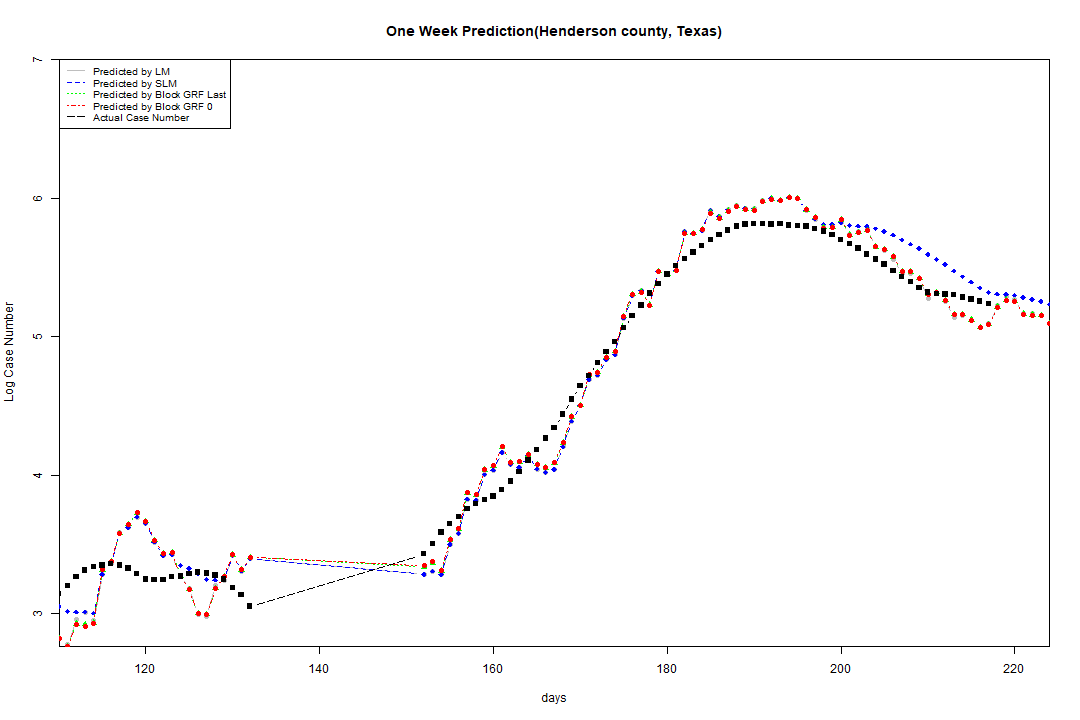 One Week Prediction(Henderson county, Texas)
Predicted by LM
Predicted by SLM
Predicted by Block GRF Last
Predicted by Block GRF 0
Actual Case Number
7
6
5
4
3
Log Case Number
120 140 160 180 200 220
days